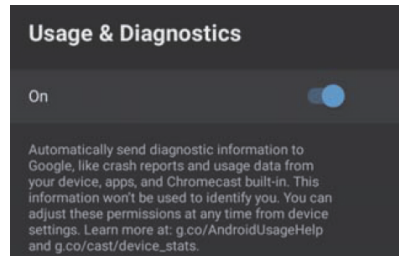 Usage & Diagnostics
On
Automatically send diagnostic information to
Google, like crash reports and usage data from
your device, apps, and Chromecast built-in. This
information won't be used to identify you. You can
adjust these permissions at any time from device
settings. Learn more at: g.co/AndroidUsageHelp
and g.co/cast/device_stats.